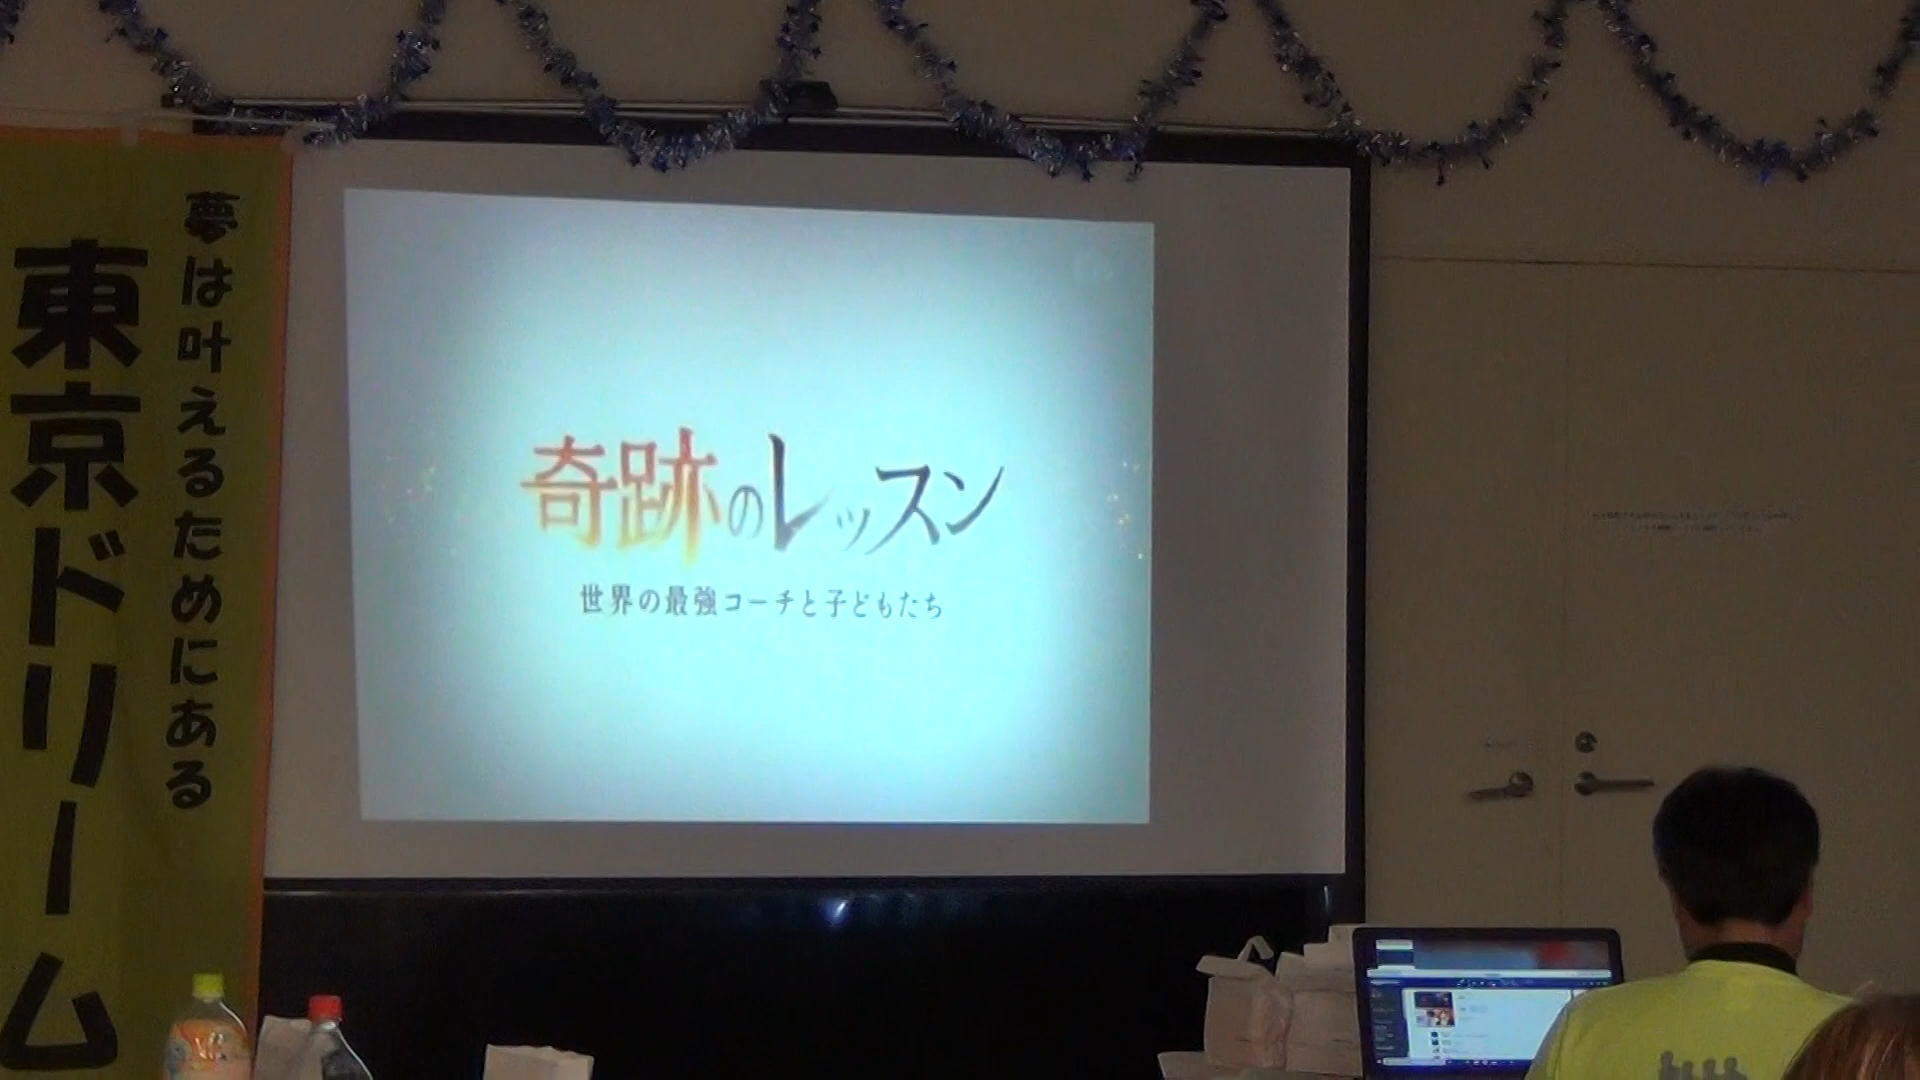 夢は叶えるためにある
東京ドリーム
奇跡のレッスン
世界の最強コーチと子どもたち